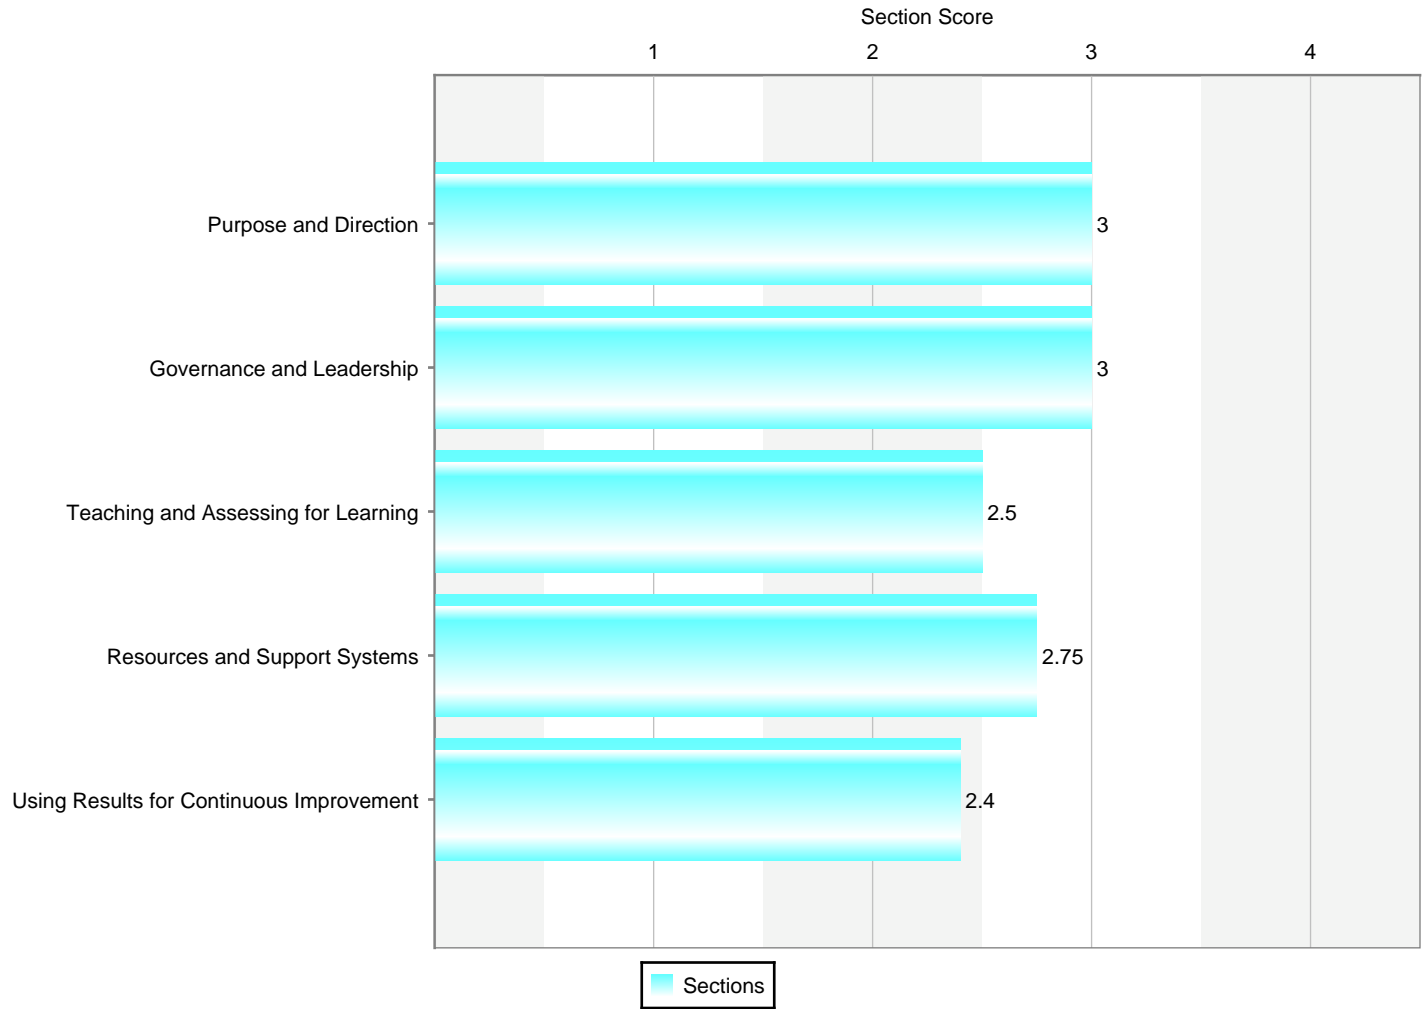 Section Score
1 2 3 4
Purpose and Direction 3
Governance and Leadership 3
Teaching and Assessing for Learning 2.5
Resources and Support Systems 2.75
Using Results for Continuous Improvement 2.4
Sections